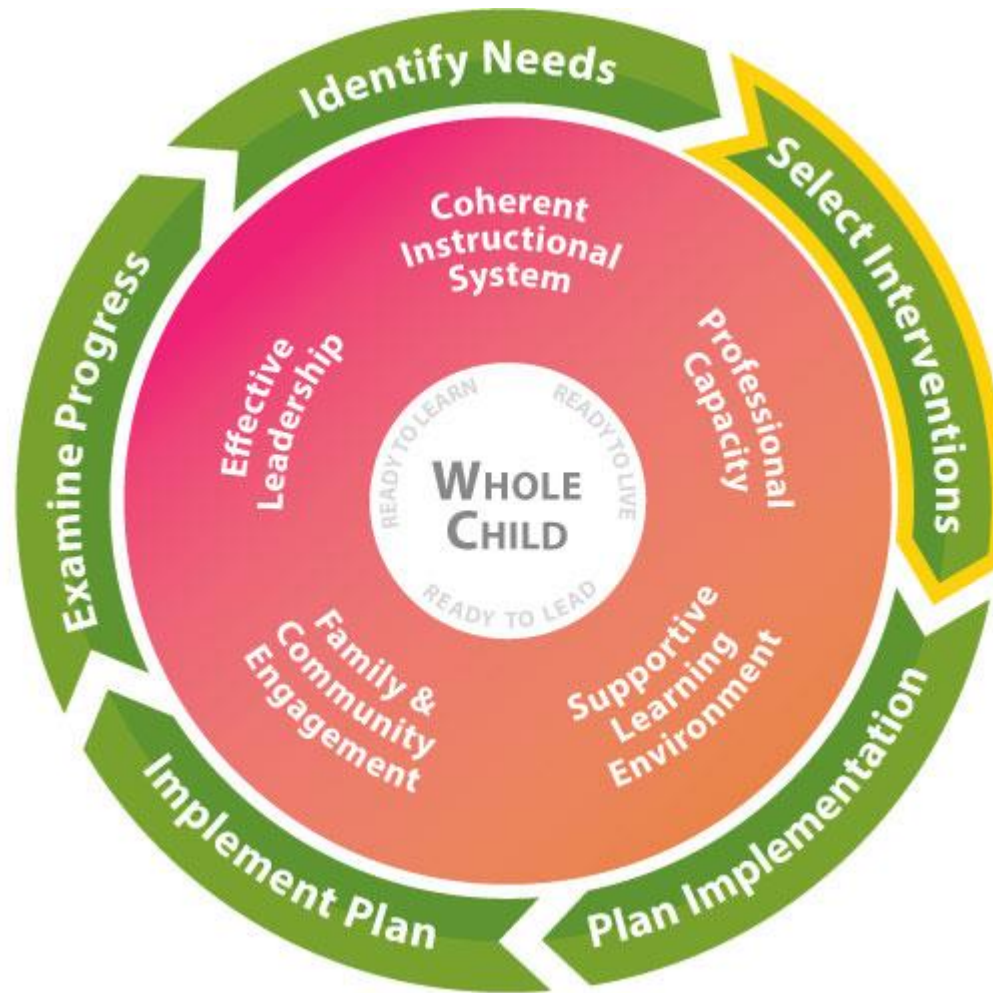 Identify Needs
Select Interventions
Plan Implementation
Implement Plan
Examine Progress
Coherent
Instructional
System
Professional
Capacity
Supportive
Learning
Environment
Family &
Community
Engagement
Effective
Leadership
READY TO LEARN
READY TO LIVE
READY TO LEAD
WHOLE
CHILD